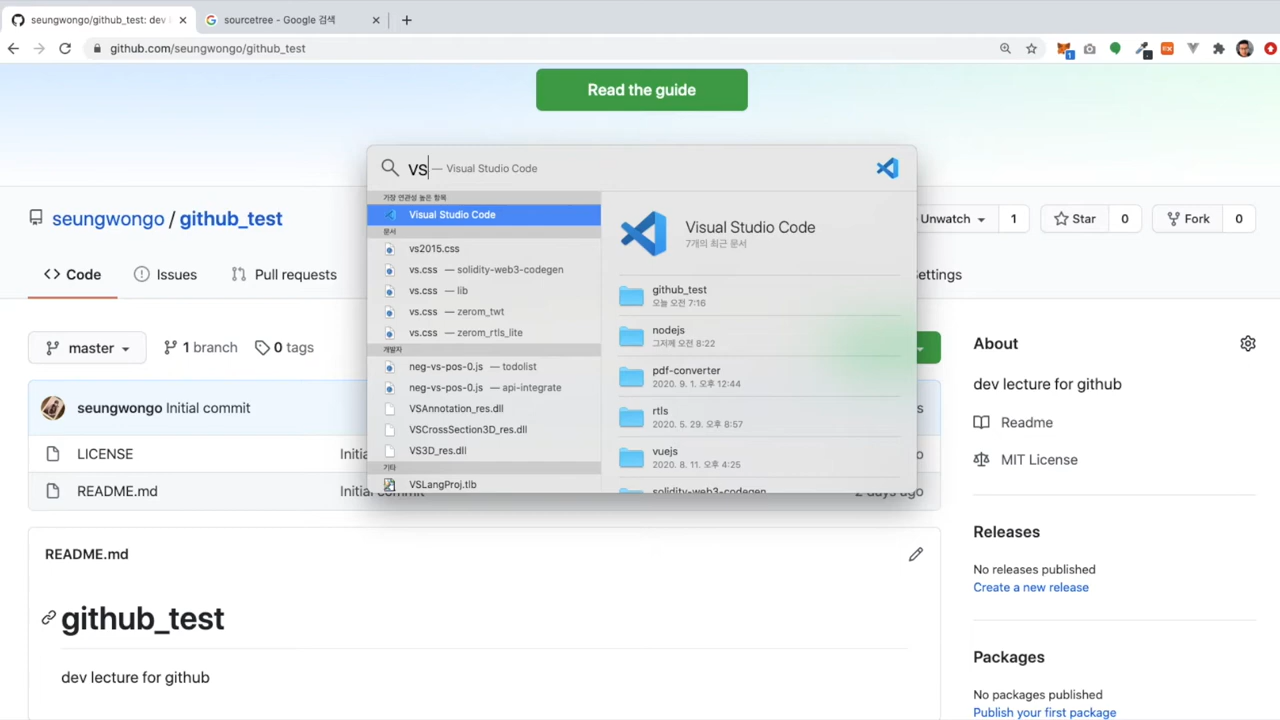 seungwongo/github_test: dev l
sourcetree - Google 검색
github.com/seungwongo/github_test
1
Read the guide
VS — Visual Studio Code
가장 연관성 높은 항목
Visual Studio Code
문서
vs2015.css
vs.css — solidity-web3-codegen
vs.css — lib
vs.css — zerom_twt
vs.css — zerom_rtls_lite
개발자
neg-vs-pos-0.js — todolist
neg-vs-pos-0.js — api-integrate
VSAnnotation_res.dll
VSCrossSection3D_res.dll
VS3D_res.dll
기타
VSLangProj.tlb
Visual Studio Code
7개의 최근 문서
github_test
오늘 오전 7:16
nodejs
그저께 오전 8:22
pdf-converter
2020. 9. 1. 오후 12:44
rtls
2020. 5. 29. 오후 8:57
vuejs
2020. 8. 11. 오후 4:25
solidity-web3-codegen
seungwongo / github_test
Unwatch 1
Star 0
Fork 0
Code
Issues
Pull requests
ettings
master
1 branch
0 tags
seungwongo Initial commit
s
LICENSE
Initia
README.md
Initial commit
2 days ago
README.md
github_test
dev lecture for github
About
dev lecture for github
Readme
MIT License
Releases
No releases published
Create a new release
Packages
No packages published
Publish your first package